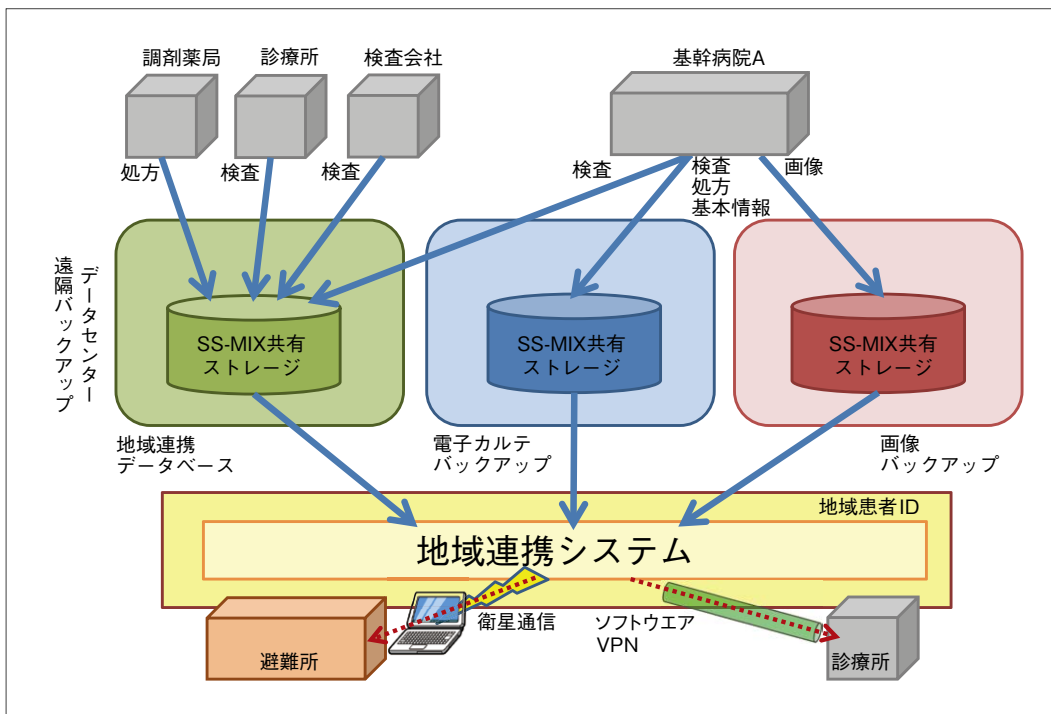 調剤薬局
診療所
検査会社
基幹病院A
処方
検査
検査
検査
検査
処方
基本情報
画像
データセンター
遠隔バックアップ
SS-MIX共有
ストレージ
SS-MIX共有
ストレージ
SS-MIX共有
ストレージ
地域連携
データベース
電子カルテ
バックアップ
画像
バックアップ
地域患者ID
地域連携システム
衛星通信
ソフトウエア
VPN
避難所
診療所